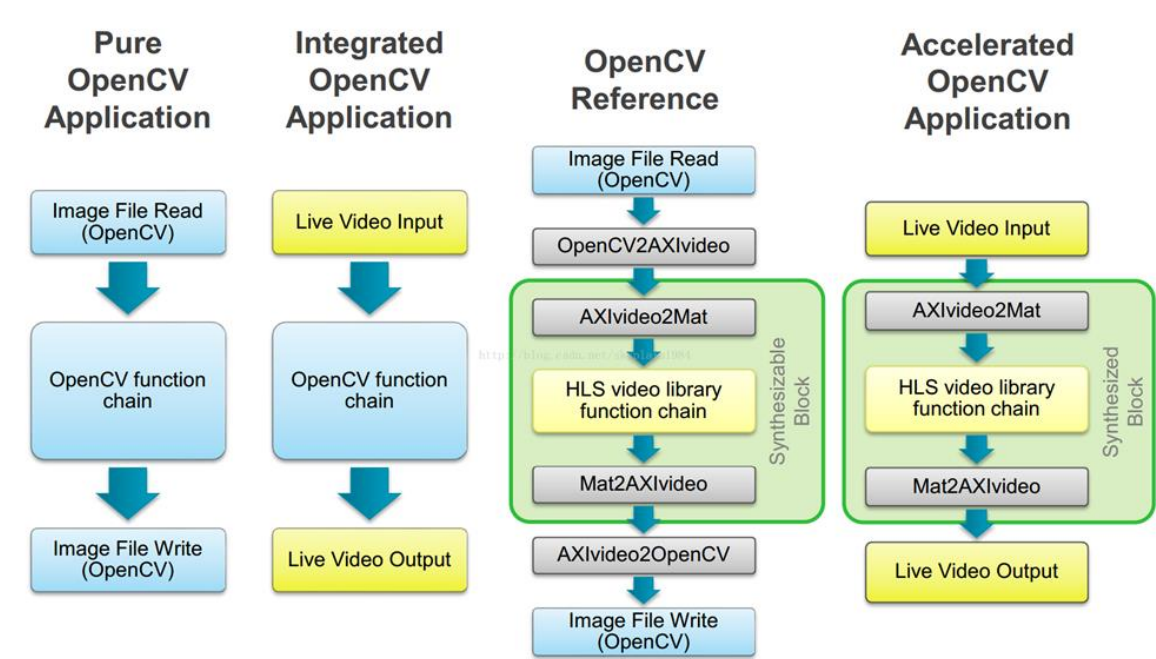 Pure
OpenCV
Application
Image File Read
(OpenCV)
OpenCV function
chain
Image File Write
(OpenCV)
Integrated
OpenCV
Application
Live Video Input
OpenCV function
chain
Live Video Output
OpenCV
Reference
Image File Read
(OpenCV)
OpenCV2AXIvideo
AXIvideo2Mat
HLS video library
function chain
Mat2AXIvideo
Synthesizable
Block
AXIvideo2OpenCV
Image File Write
(OpenCV)
Accelerated
OpenCV
Application
Live Video Input
AXIvideo2Mat
HLS video library
function chain
Mat2AXIvideo
Synthesized
Block
Live Video Output